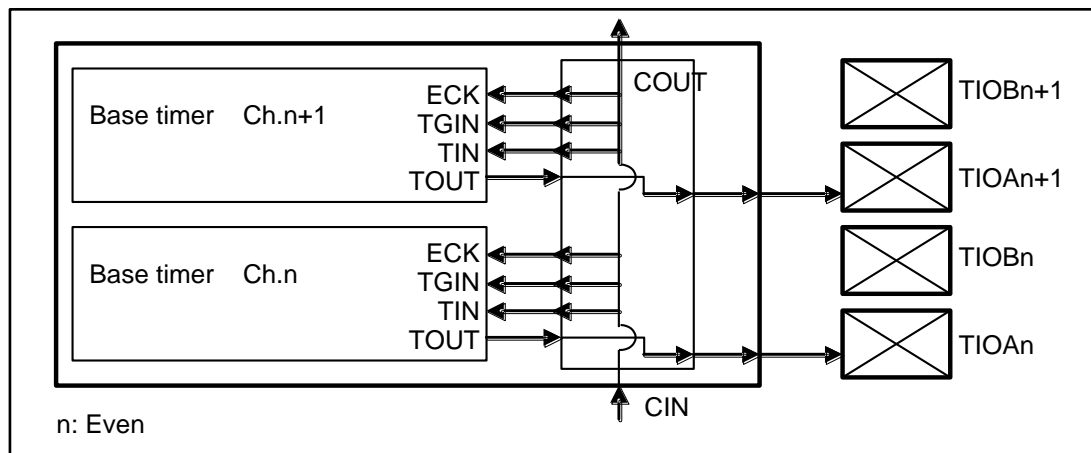 COUT
Base timer Ch.n+1
ECK
TGIN
TIN
TOUT
TIOBn+1
TIOAn+1
Base timer Ch.n
ECK
TGIN
TIN
TOUT
TIOBn
TIOAn
CIN
n: Even